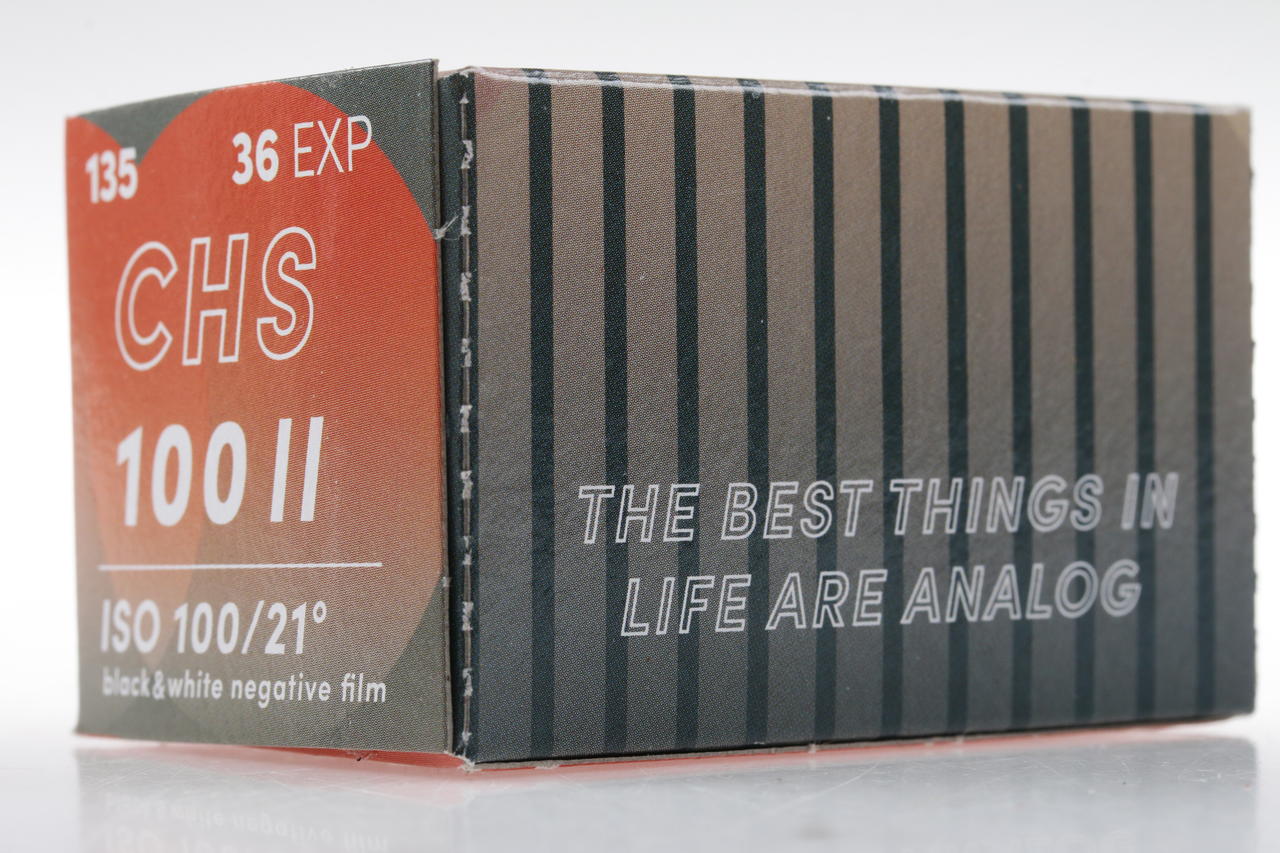 135 36 EXP
CHS
100 II
ISO 100/21°
black&white negative film
THE BEST THINGS IN
LIFE ARE ANALOG